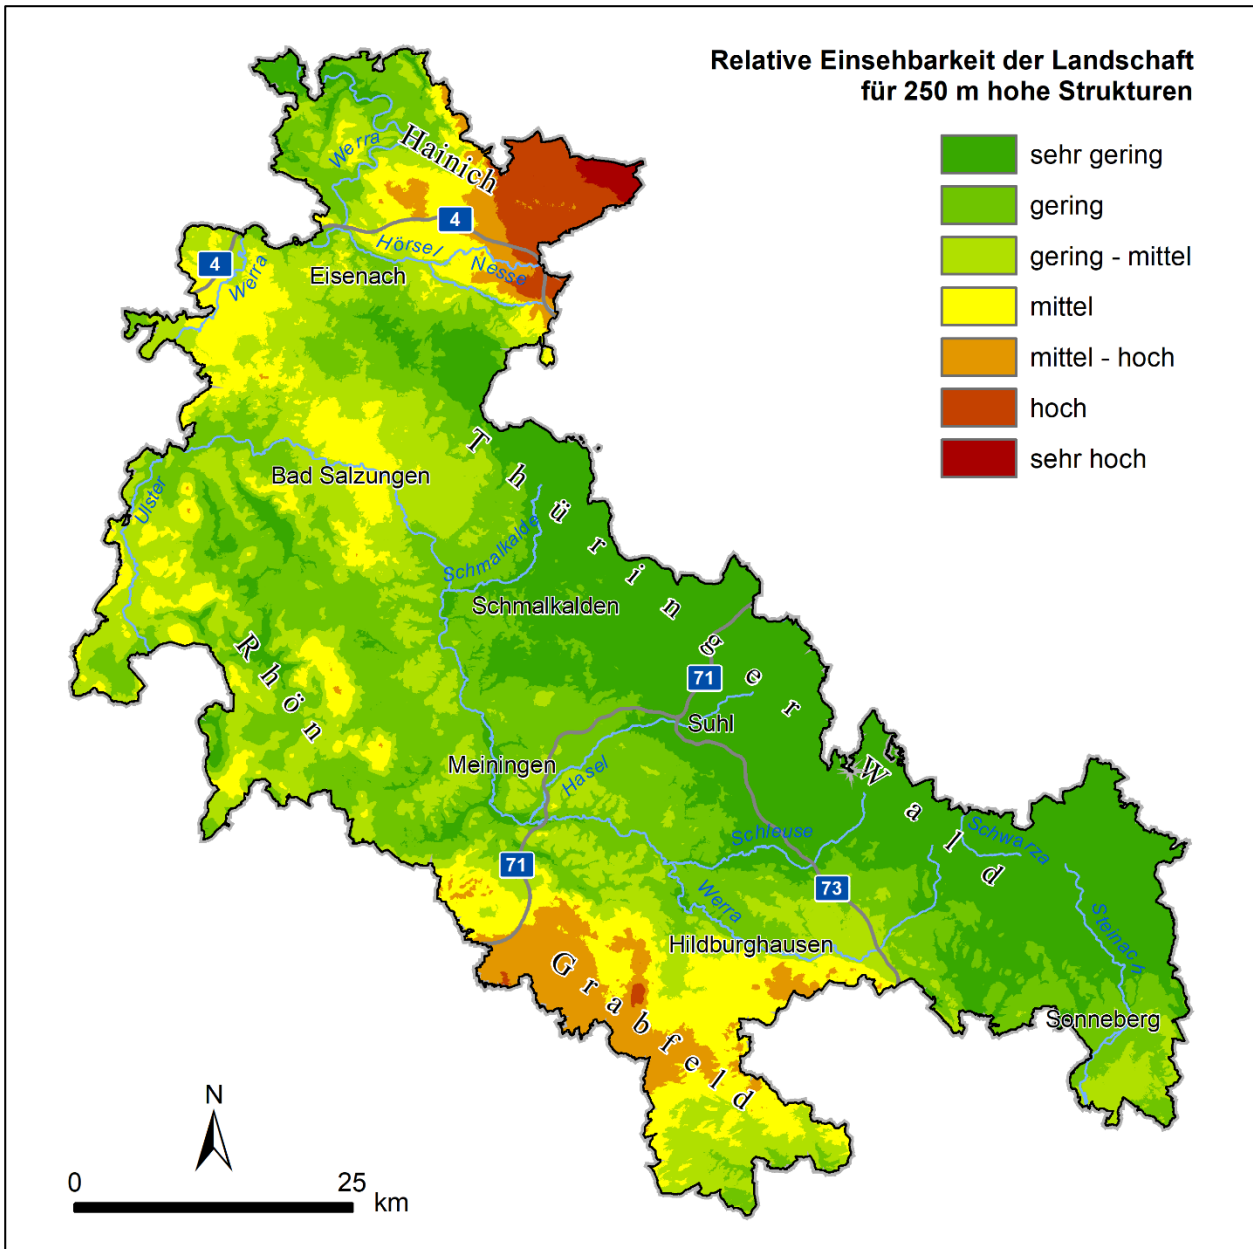 Relative Einsehbarkeit der Landschaft
für 250 m hohe Strukturen
sehr gering
gering
gering - mittel
mittel
mittel - hoch
hoch
sehr hoch
Werra
Hainich
4
Hörsel
Nesse
4
Werra
Eisenach
Thüringer Wald
Bad Salzungen
Ulster
Schmalkalde
Schmalkalden
Rhön
71
Suhl
Meiningen
Hasel
Schleuse
Schwarza
71
73
Werra
Steinach
Hildburghausen
Grabfeld
Sonneberg
N
0 25 km